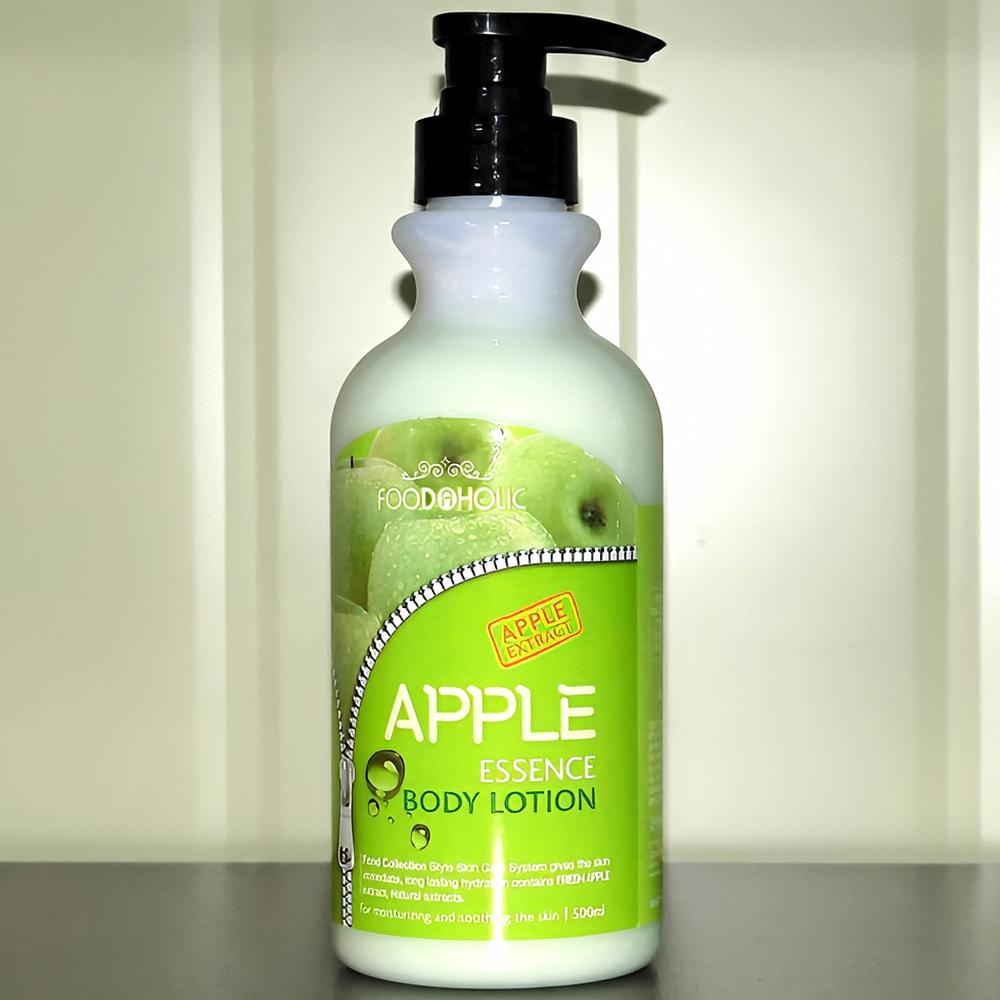 FOODAHOLIC
APPLE
EXTRACT
APPLE
ESSENCE
BODY LOTION
Food Collection Style Skin Care System gives the skin
immediate, long lasting hydration contains FRESH APPLE
extract, Natural extracts.
For moisturizing and soothing the skin | 500ml